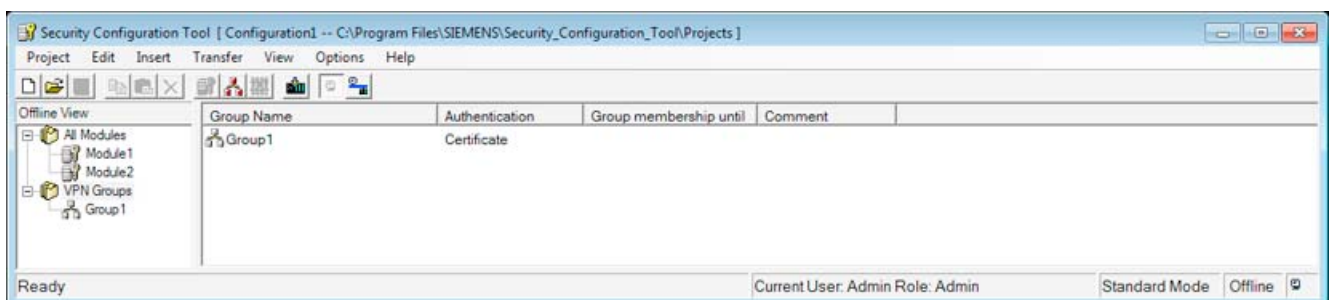 Security Configuration Tool [ Configuration1 -- C:\Program Files\SIEMENS\Security_Configuration_Tool\Projects ]
Project Edit Insert Transfer View Options Help
Offline View
All Modules
Module1
Module2
VPN Groups
Group1
Group Name Authentication Group membership until Comment
Group1 Certificate
Ready Current User: Admin Role: Admin Standard Mode Offline